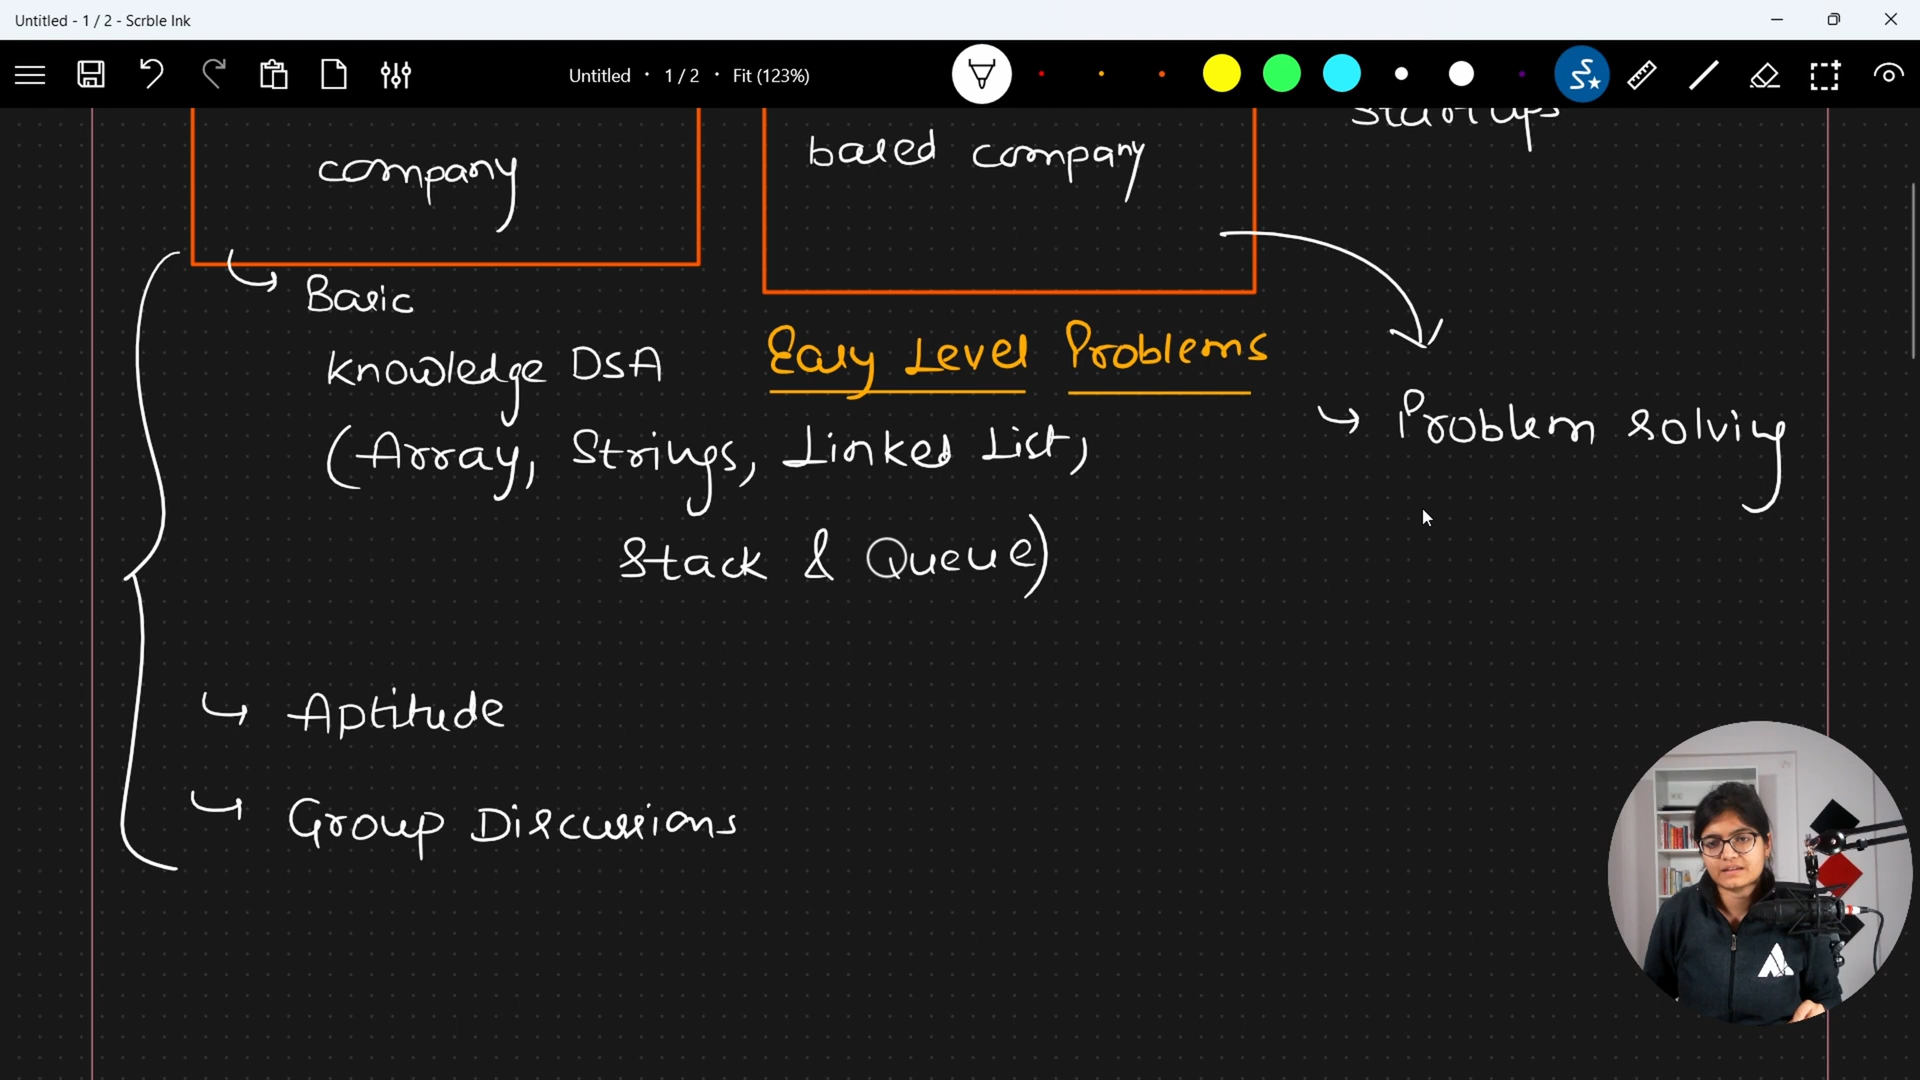 Untitled - 1 / 2 - Scrble Ink
Untitled • 1 / 2 • Fit (123%)
startups
company
based company
Basic
Knowledge DSA
Easy Level Problems
(Array, Strings, Linked List,
Stack & Queue)
Problem solving
Aptitude
Group Discussions